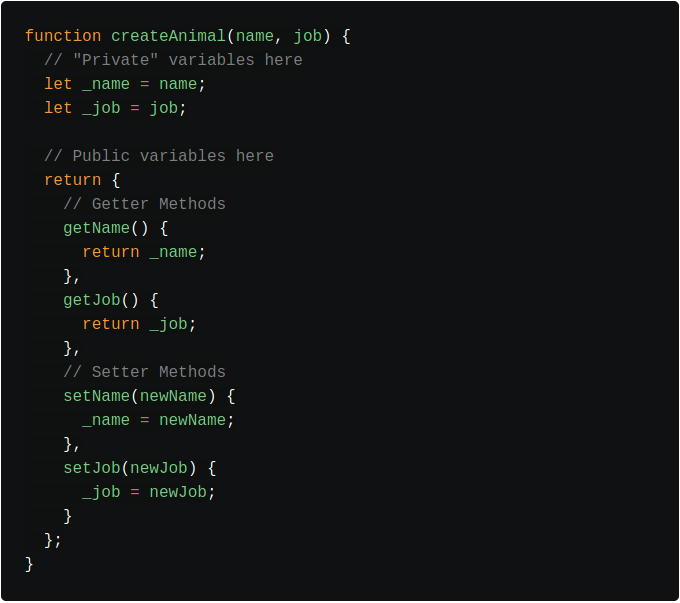 function createAnimal(name, job) {
  // "Private" variables here
  let _name = name;
  let _job = job;

  // Public variables here
  return {
    // Getter Methods
    getName() {
      return _name;
    },
    getJob() {
      return _job;
    },
    // Setter Methods
    setName(newName) {
      _name = newName;
    },
    setJob(newJob) {
      _job = newJob;
    }
  };
}